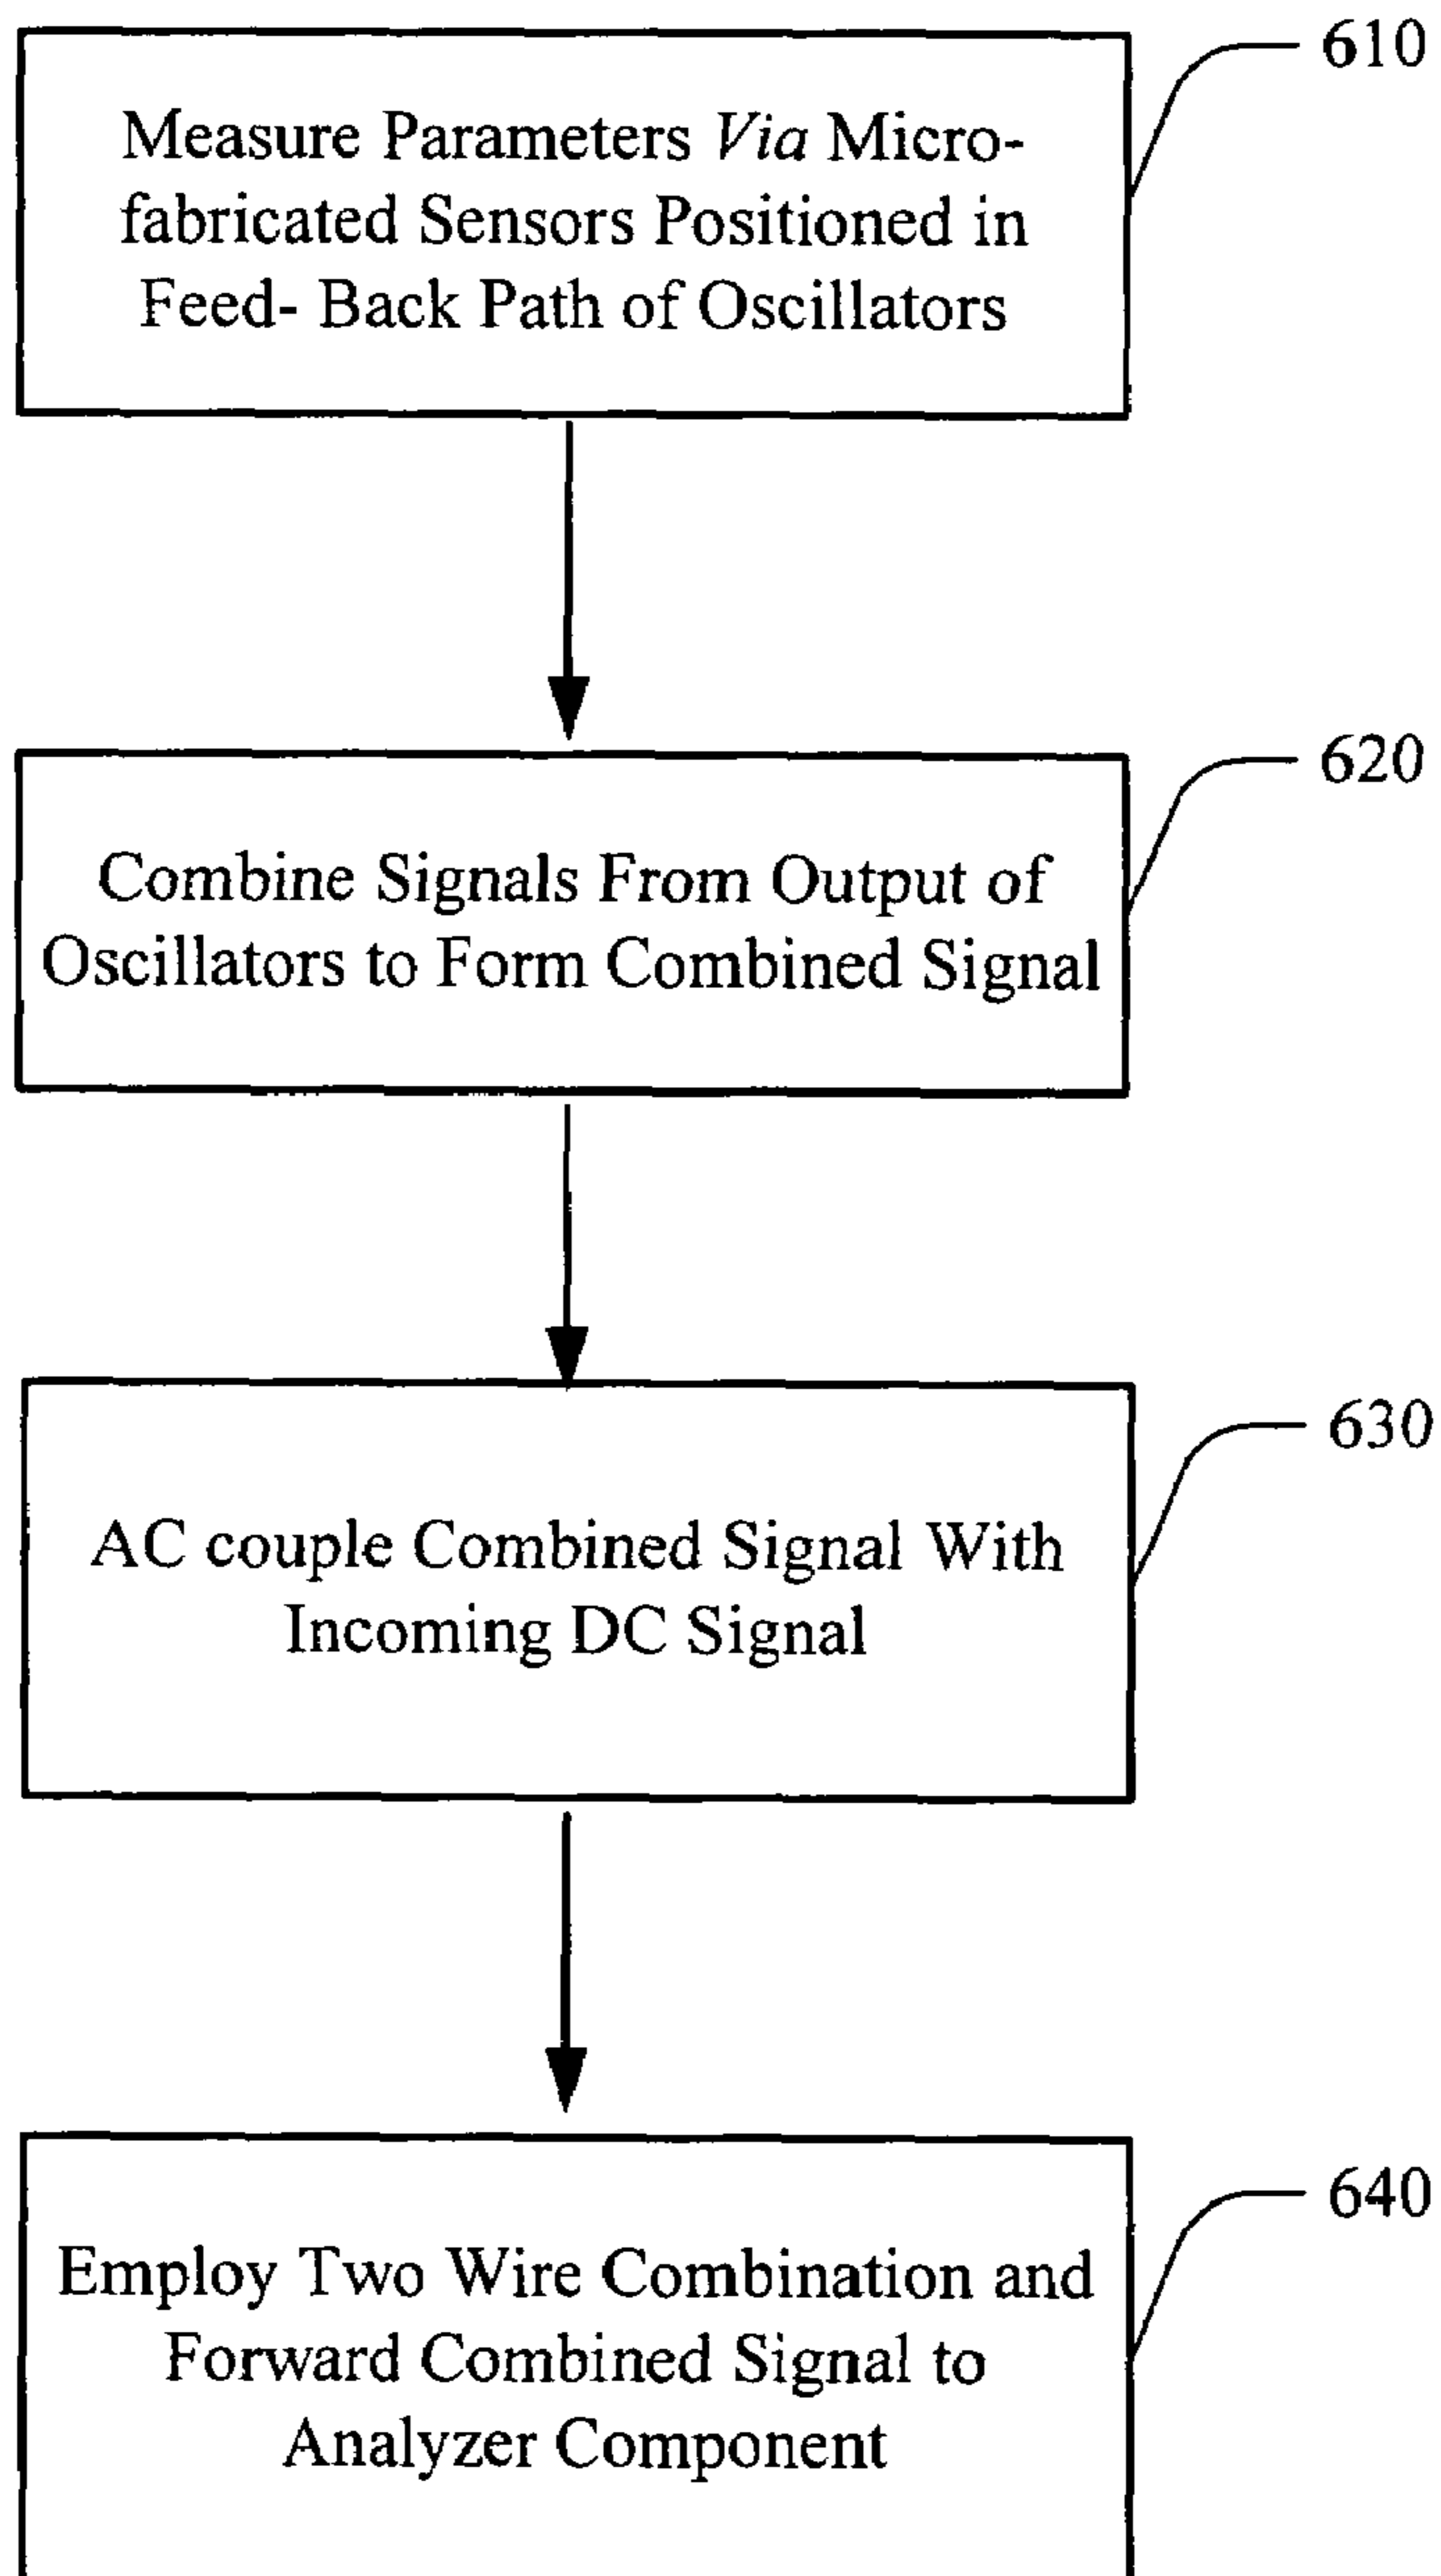 610
Measure Parameters Via Micro-
fabricated Sensors Positioned in
Feed- Back Path of Oscillators
620
Combine Signals From Output of
Oscillators to Form Combined Signal
630
AC couple Combined Signal With
Incoming DC Signal
640
Employ Two Wire Combination and
Forward Combined Signal to
Analyzer Component